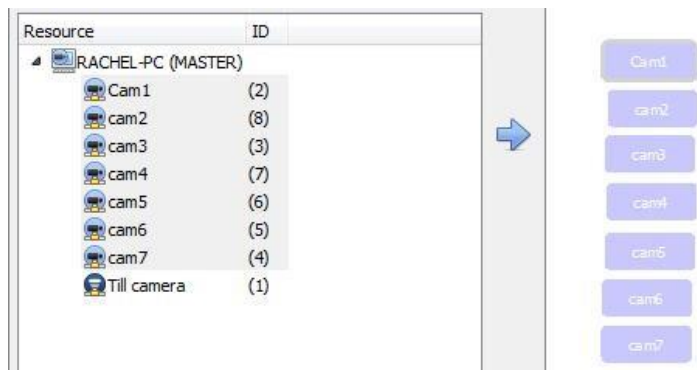 Resource ID
RACHEL-PC (MASTER)
Cam1 (2)
cam2 (8)
cam3 (3)
cam4 (7)
cam5 (6)
cam6 (5)
cam7 (4)
Till camera (1)
Cam1
cam2
cam3
cam4
cam5
cam6
cam7